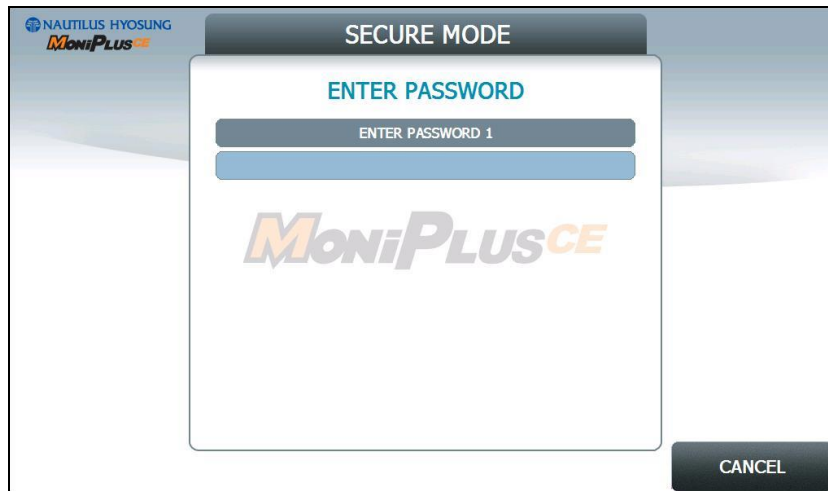 NAUTILUS HYOSUNG
MoniPlusCE
SECURE MODE
ENTER PASSWORD
ENTER PASSWORD 1
MoniPlusCE
CANCEL